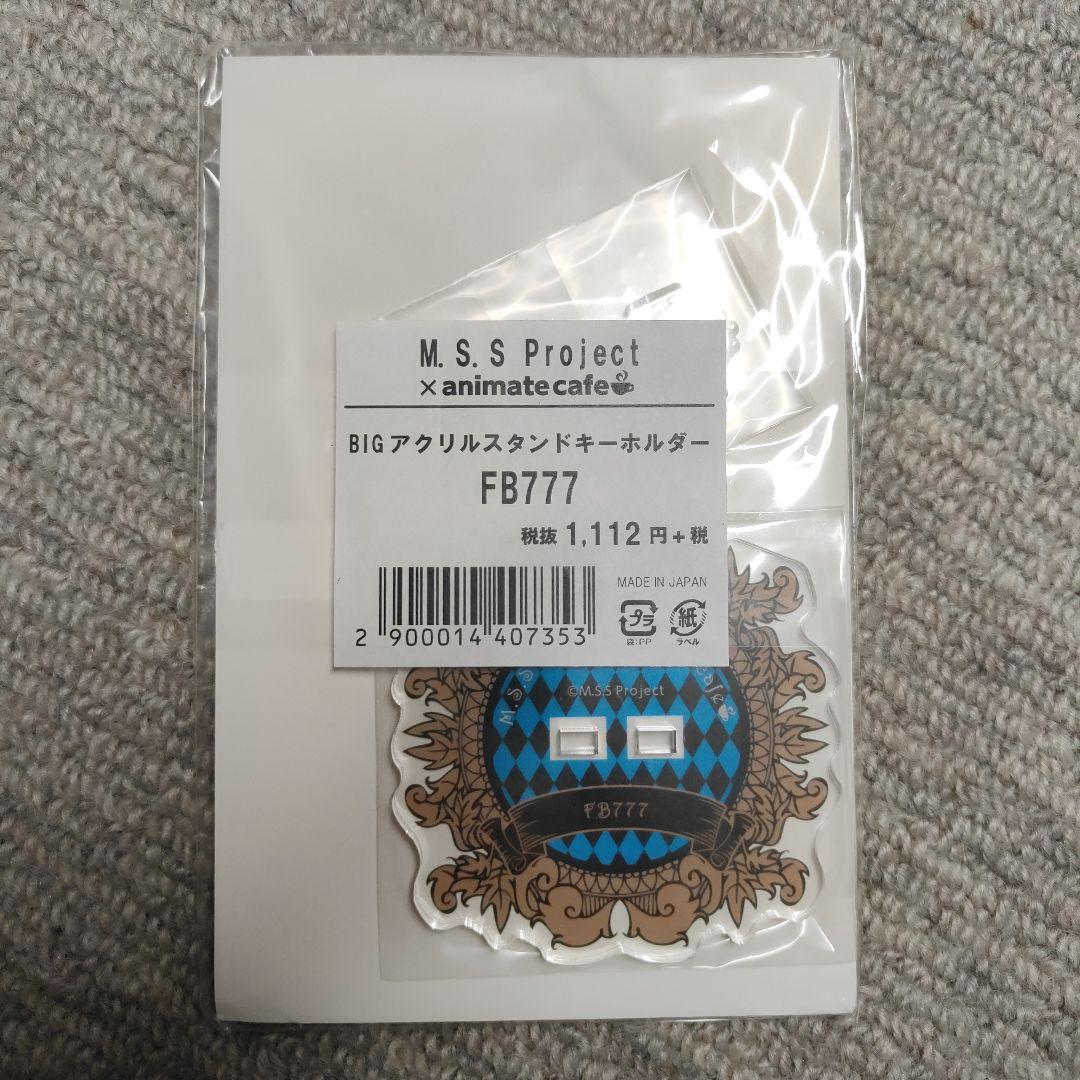 M.S.S Project
×animatecafe
BIGアクリルスタンドキーホルダー
FB777
税抜 1,112 円+税
MADE IN JAPAN
プラ
袋:PP
紙
ラベル
2 900014 407353
M.S.S
cafe
©M.S.S Project
FB777